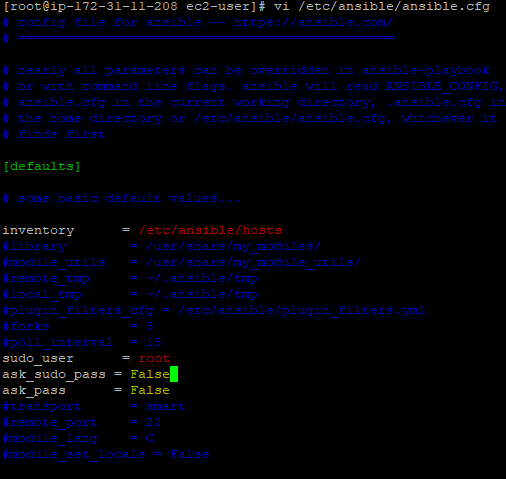 [root@ip-172-31-11-208 ec2-user]# vi /etc/ansible/ansible.cfg
# config file for ansible -- https://ansible.com/
# ===============================================

# nearly all parameters can be overridden in ansible-playbook
# or with command line flags. ansible will read ANSIBLE_CONFIG,
# ansible.cfg in the current working directory, .ansible.cfg in
# the home directory or /etc/ansible/ansible.cfg, whichever it
# finds first

[defaults]

# some basic default values...

inventory      = /etc/ansible/hosts
#library        = /usr/share/my_modules/
#module_utils   = /usr/share/my_module_utils/
#remote_tmp     = ~/.ansible/tmp
#local_tmp      = ~/.ansible/tmp
#plugin_filters_cfg = /etc/ansible/plugin_filters.yml
#forks          = 5
#poll_interval  = 15
sudo_user      = root
ask_sudo_pass = False
ask_pass      = False
#transport      = smart
#remote_port    = 22
#module_lang    = C
#module_set_locale = False